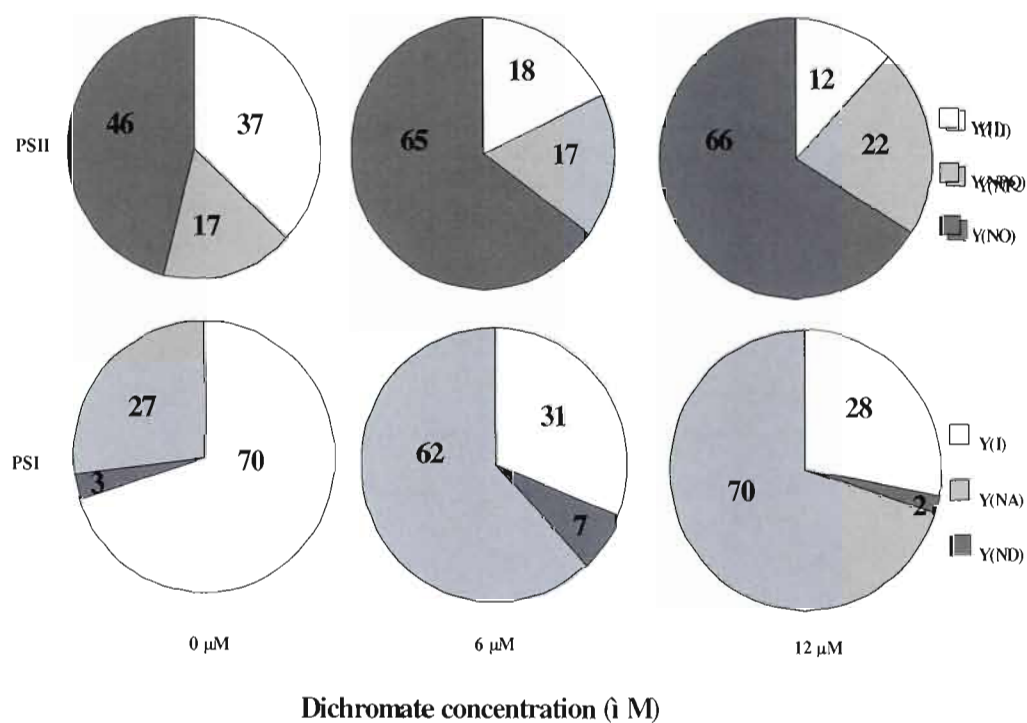 46
37
17
PSII
65
18
17
66
12
22
Y(NO)
27
70
3
PSI
62
31
7
70
28
2
Y(I)
Y(NA)
Y(ND)
0 µM
6 µM
12 µM
Dichromate concentration (ì M)